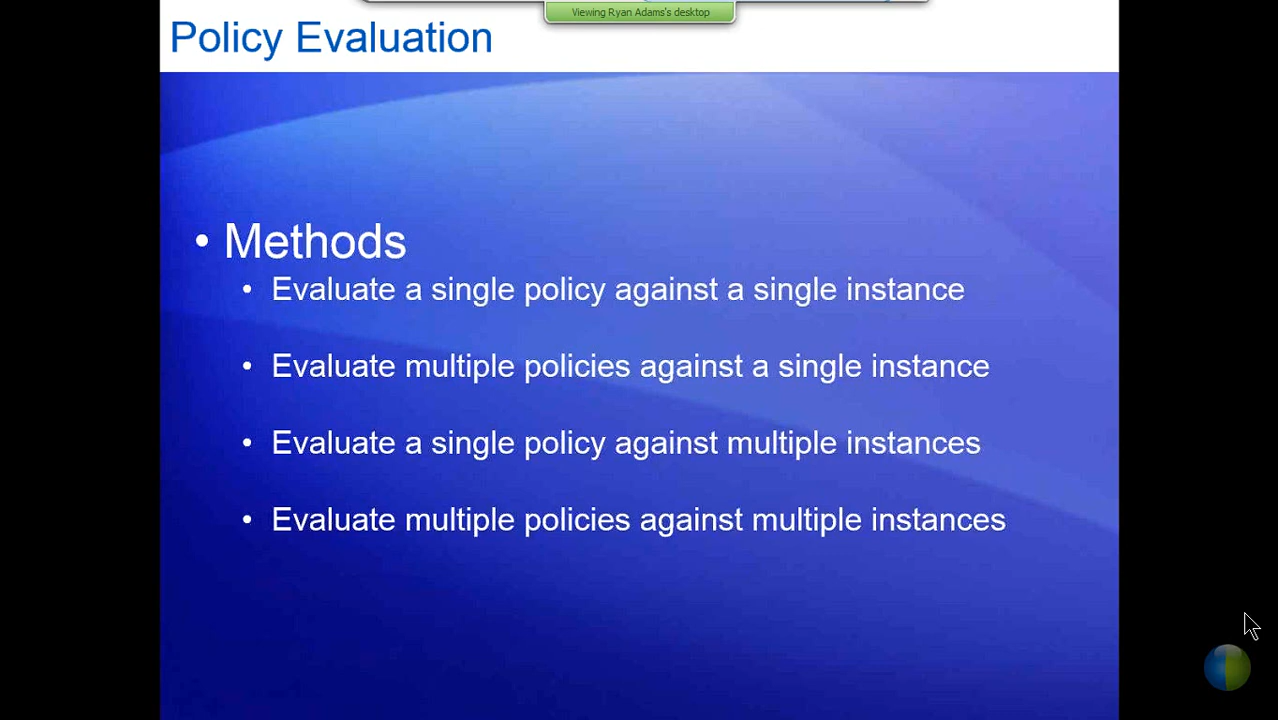 Viewing Ryan Adams's desktop
Policy Evaluation
• Methods
• Evaluate a single policy against a single instance
• Evaluate multiple policies against a single instance
• Evaluate a single policy against multiple instances
• Evaluate multiple policies against multiple instances